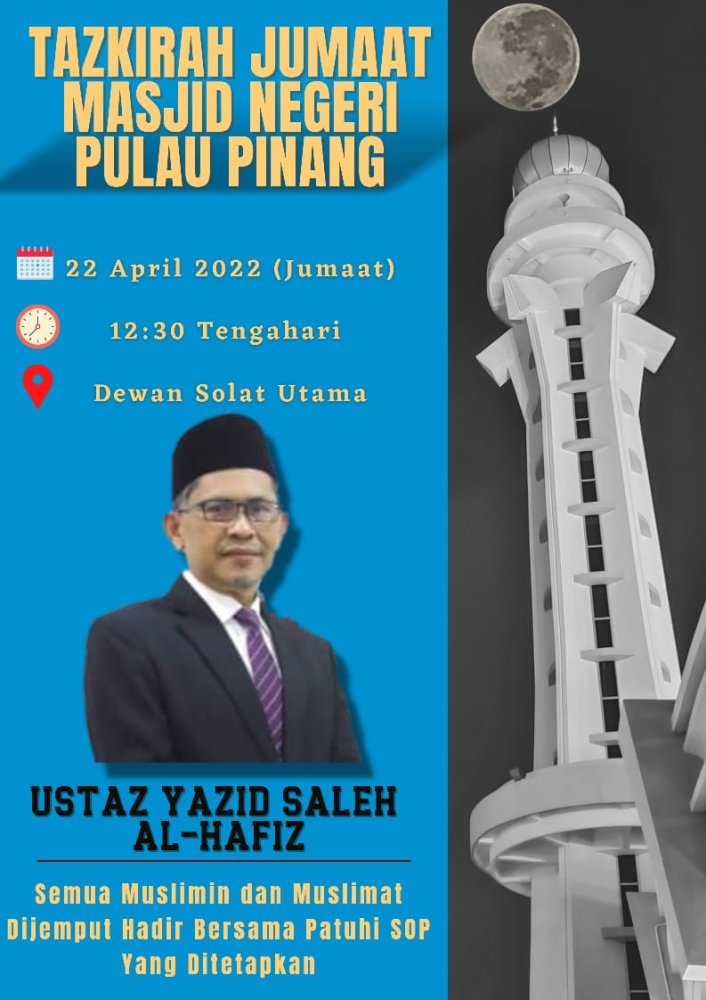 TAZKIRAH JUMAAT
MASJID NEGERI
PULAU PINANG
22 April 2022 (Jumaat)
12:30 Tengahari
Dewan Solat Utama
USTAZ YAZID SALEH
AL-HAFIZ
Semua Muslimin dan Muslimat
Dijemput Hadir Bersama Patuhi SOP
Yang Ditetapkan